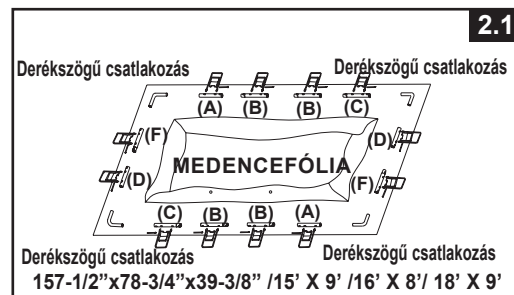 2.1
Derékszögű csatlakozás Derékszögű csatlakozás
(A) (B) (B) (C)
(F) (D)
MEDENCEFÓLIA
(D) (F)
(C) (B) (B) (A)
Derékszögű csatlakozás Derékszögű csatlakozás
157-1/2”x78-3/4”x39-3/8” /15’ X 9’ /16’ X 8’/ 18’ X 9’